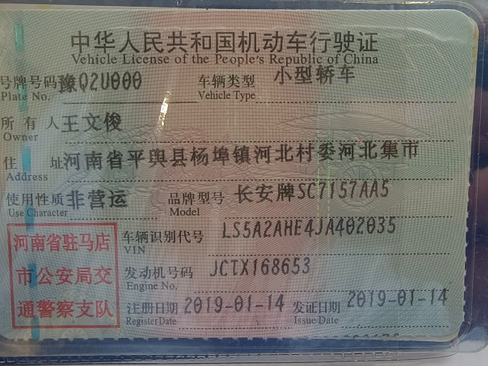 中华人民共和国机动车行驶证
Vehicle License of the People's Republic of China
号牌号码 豫Q2U000 车辆类型 小型轿车
Plate No. Vehicle Type
所有人 王文俊
Owner
住址 河南省平舆县杨埠镇河北村委河北集市
Address
使用性质 非营运 品牌型号 长安牌SC7157AA5
Use Character Model
河南省驻马店
市公安局交
通警察支队
车辆识别代号 LS5A2AHE4JA402035
VIN
发动机号码 JCTX168653
Engine No.
注册日期 2019-01-14 发证日期 2019-01-14
Register Date Issue Date